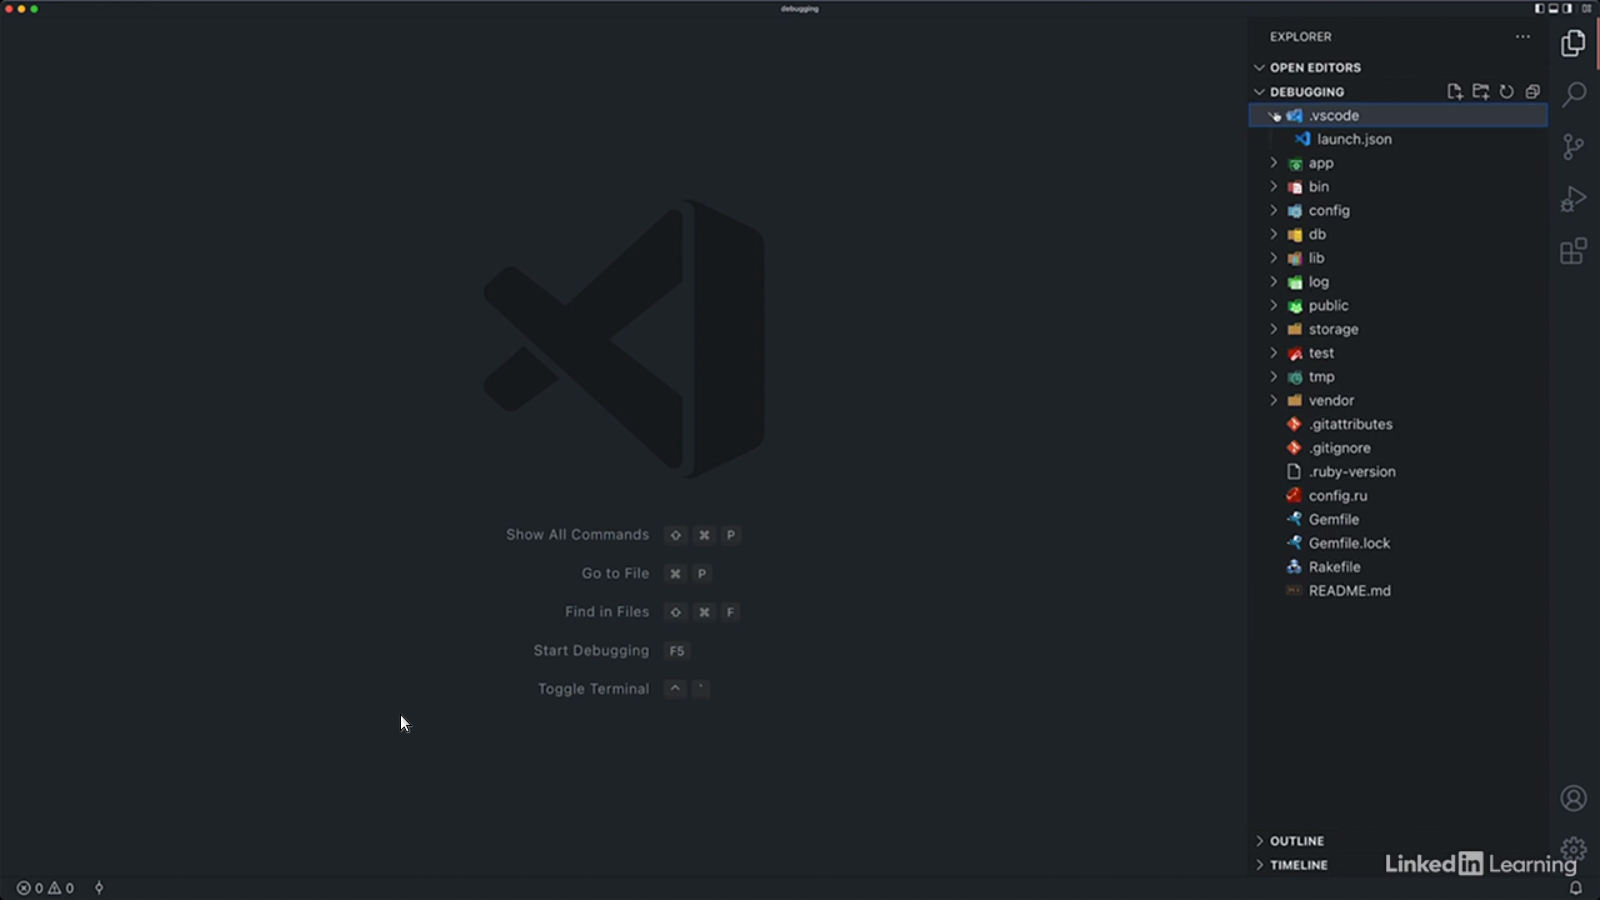 debugging
EXPLORER
OPEN EDITORS
DEBUGGING
.vscode
launch.json
app
bin
config
db
lib
log
public
storage
test
tmp
vendor
.gitattributes
.gitignore
.ruby-version
config.ru
Gemfile
Gemfile.lock
Rakefile
README.md
Show All Commands ⇧ ⌘ P
Go to File ⌘ P
Find in Files ⇧ ⌘ F
Start Debugging F5
Toggle Terminal ^ `
OUTLINE
TIMELINE
LinkedIn Learning
0 0